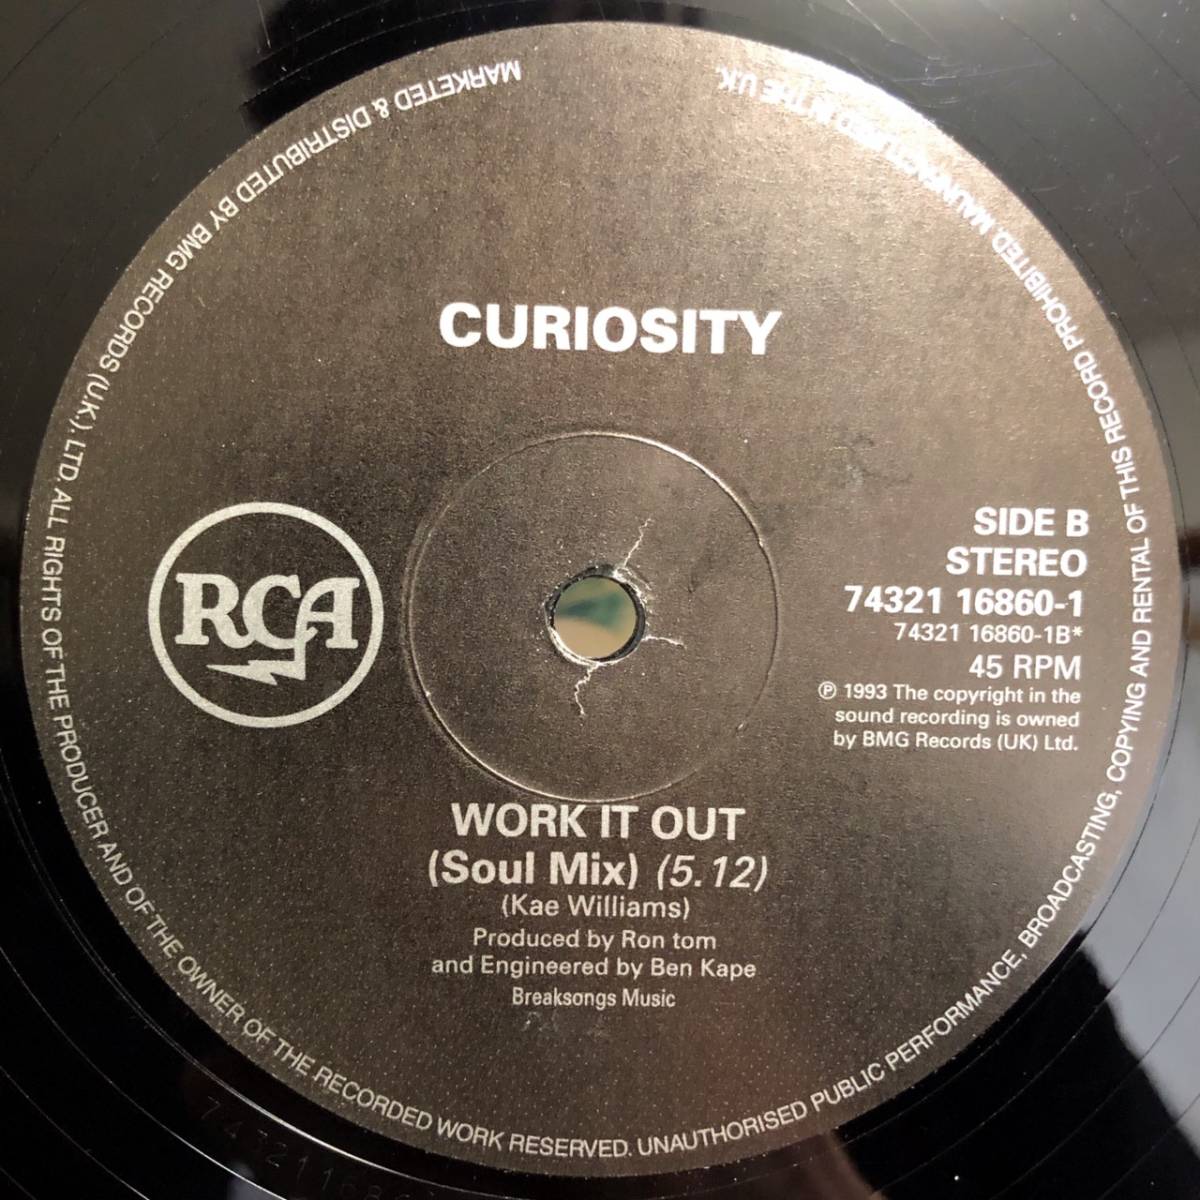 CURIOSITY
RCA
SIDE B
STEREO
74321 16860-1
74321 16860-1B*
45 RPM
℗ 1993 The copyright in the
sound recording is owned
by BMG Records (UK) Ltd.
WORK IT OUT
(Soul Mix) (5.12)
(Kae Williams)
Produced by Ron tom
and Engineered by Ben Kape
Breaksongs Music
MARKETED & DISTRIBUTED BY BMG RECORDS (U.K.). LTD. ALL RIGHTS OF THE PRODUCER AND OF THE OWNER OF THE RECORDED WORK RESERVED. UNAUTHORISED PUBLIC PERFORMANCE, BROADCASTING, COPYING AND RENTAL OF THIS RECORD PROHIBITED. MAUNFACTURED IN THE U.K.